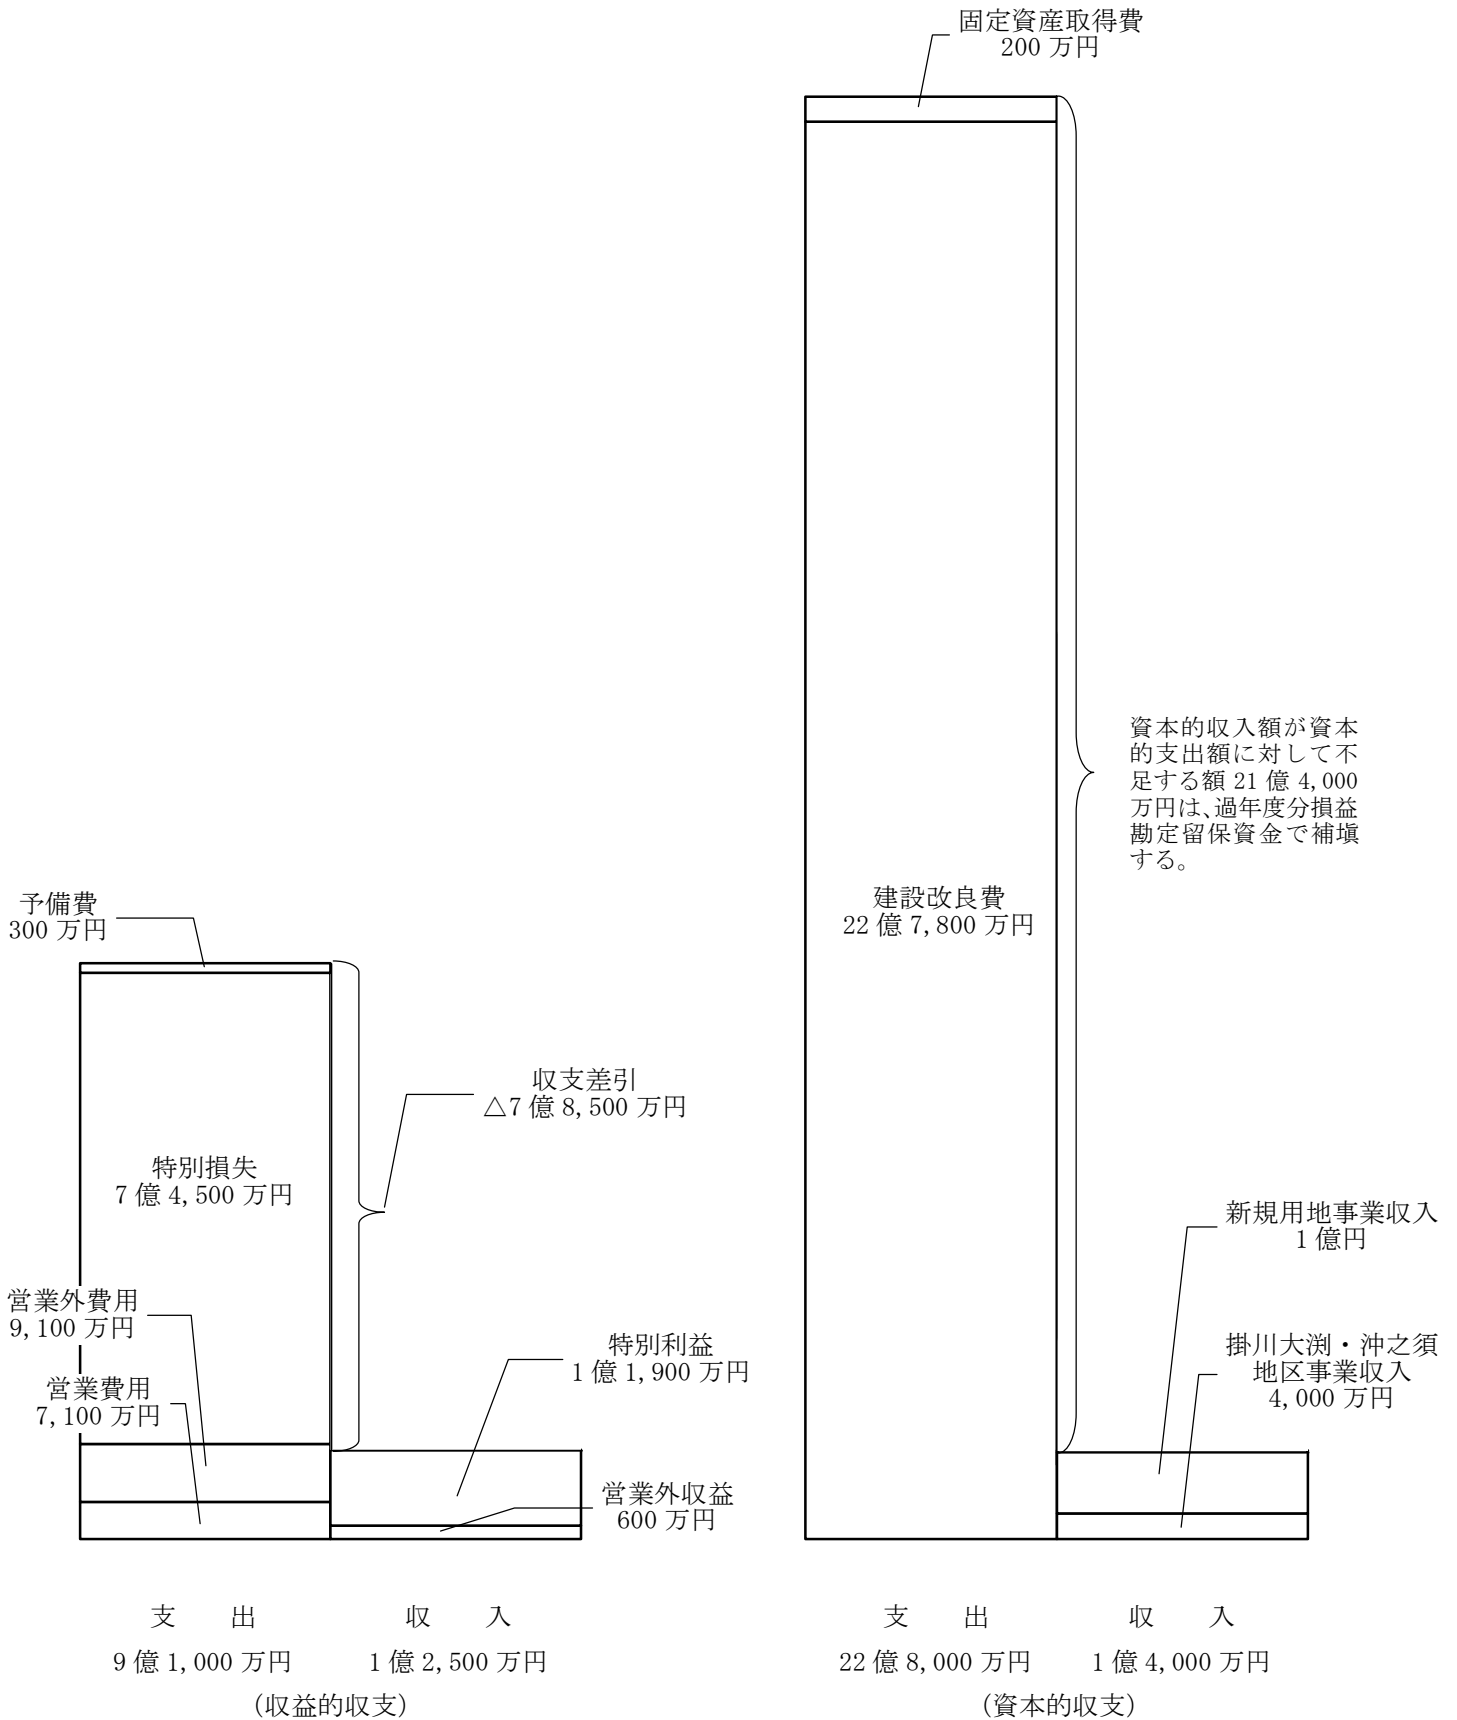 固定資産取得費
200 万円
資本的収入額が資本
的支出額に対して不
足する額 21 億 4,000
万円は、過年度分損益
勘定留保資金で補塡
する。
建設改良費
22 億 7,800 万円
予備費
300 万円
収支差引
△7 億 8,500 万円
特別損失
7 億 4,500 万円
新規用地事業収入
1 億円
営業外費用
9,100 万円
特別利益
1 億 1,900 万円
掛川大渕・沖之須
地区事業収入
4,000 万円
営業費用
7,100 万円
営業外収益
600 万円
支 出 収 入 支 出 収 入
9 億 1,000 万円 1 億 2,500 万円 22 億 8,000 万円 1 億 4,000 万円
(収益的収支) (資本的収支)